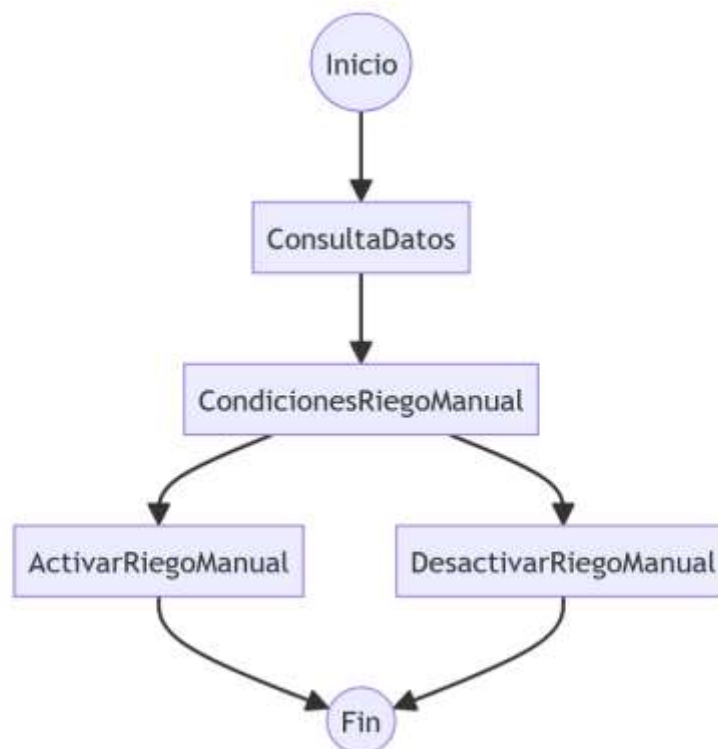 Inicio
ConsultaDatos
CondicionesRiegoManual
ActivarRiegoManual
DesactivarRiegoManual
Fin